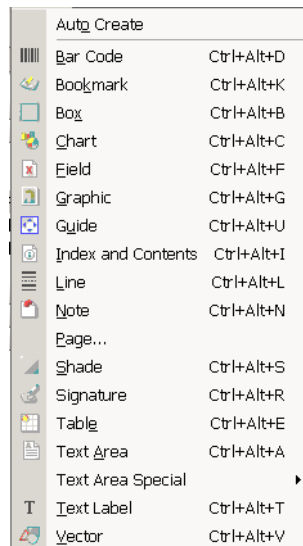 Auto Create
Bar Code Ctrl+Alt+D
Bookmark Ctrl+Alt+K
Box Ctrl+Alt+B
Chart Ctrl+Alt+C
Field Ctrl+Alt+F
Graphic Ctrl+Alt+G
Guide Ctrl+Alt+U
Index and Contents Ctrl+Alt+I
Line Ctrl+Alt+L
Note Ctrl+Alt+N
Page...
Shade Ctrl+Alt+S
Signature Ctrl+Alt+R
Table Ctrl+Alt+E
Text Area Ctrl+Alt+A
Text Area Special
T Text Label Ctrl+Alt+T
Vector Ctrl+Alt+V